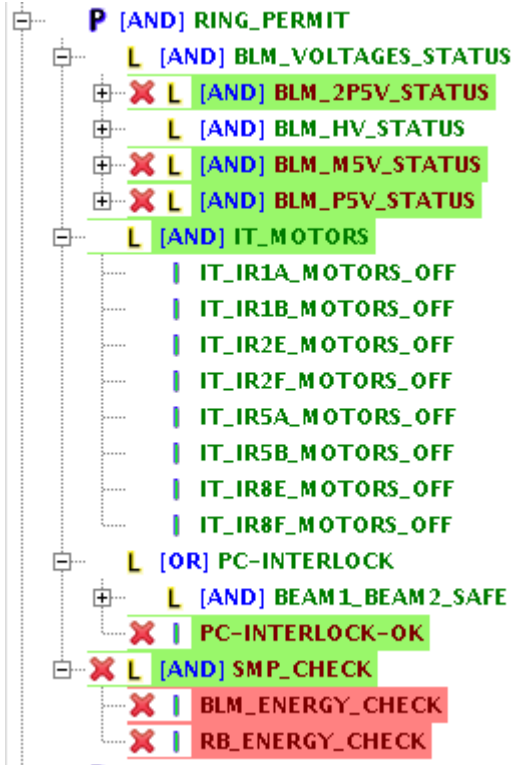 P [AND] RING_PERMIT
L [AND] BLM_VOLTAGES_STATUS
L [AND] BLM_2P5V_STATUS
L [AND] BLM_HV_STATUS
L [AND] BLM_M5V_STATUS
L [AND] BLM_P5V_STATUS
L [AND] IT_MOTORS
I IT_IR1A_MOTORS_OFF
I IT_IR1B_MOTORS_OFF
I IT_IR2E_MOTORS_OFF
I IT_IR2F_MOTORS_OFF
I IT_IR5A_MOTORS_OFF
I IT_IR5B_MOTORS_OFF
I IT_IR8E_MOTORS_OFF
I IT_IR8F_MOTORS_OFF
L [OR] PC-INTERLOCK
L [AND] BEAM1_BEAM2_SAFE
I PC-INTERLOCK-OK
L [AND] SMP_CHECK
I BLM_ENERGY_CHECK
I RB_ENERGY_CHECK